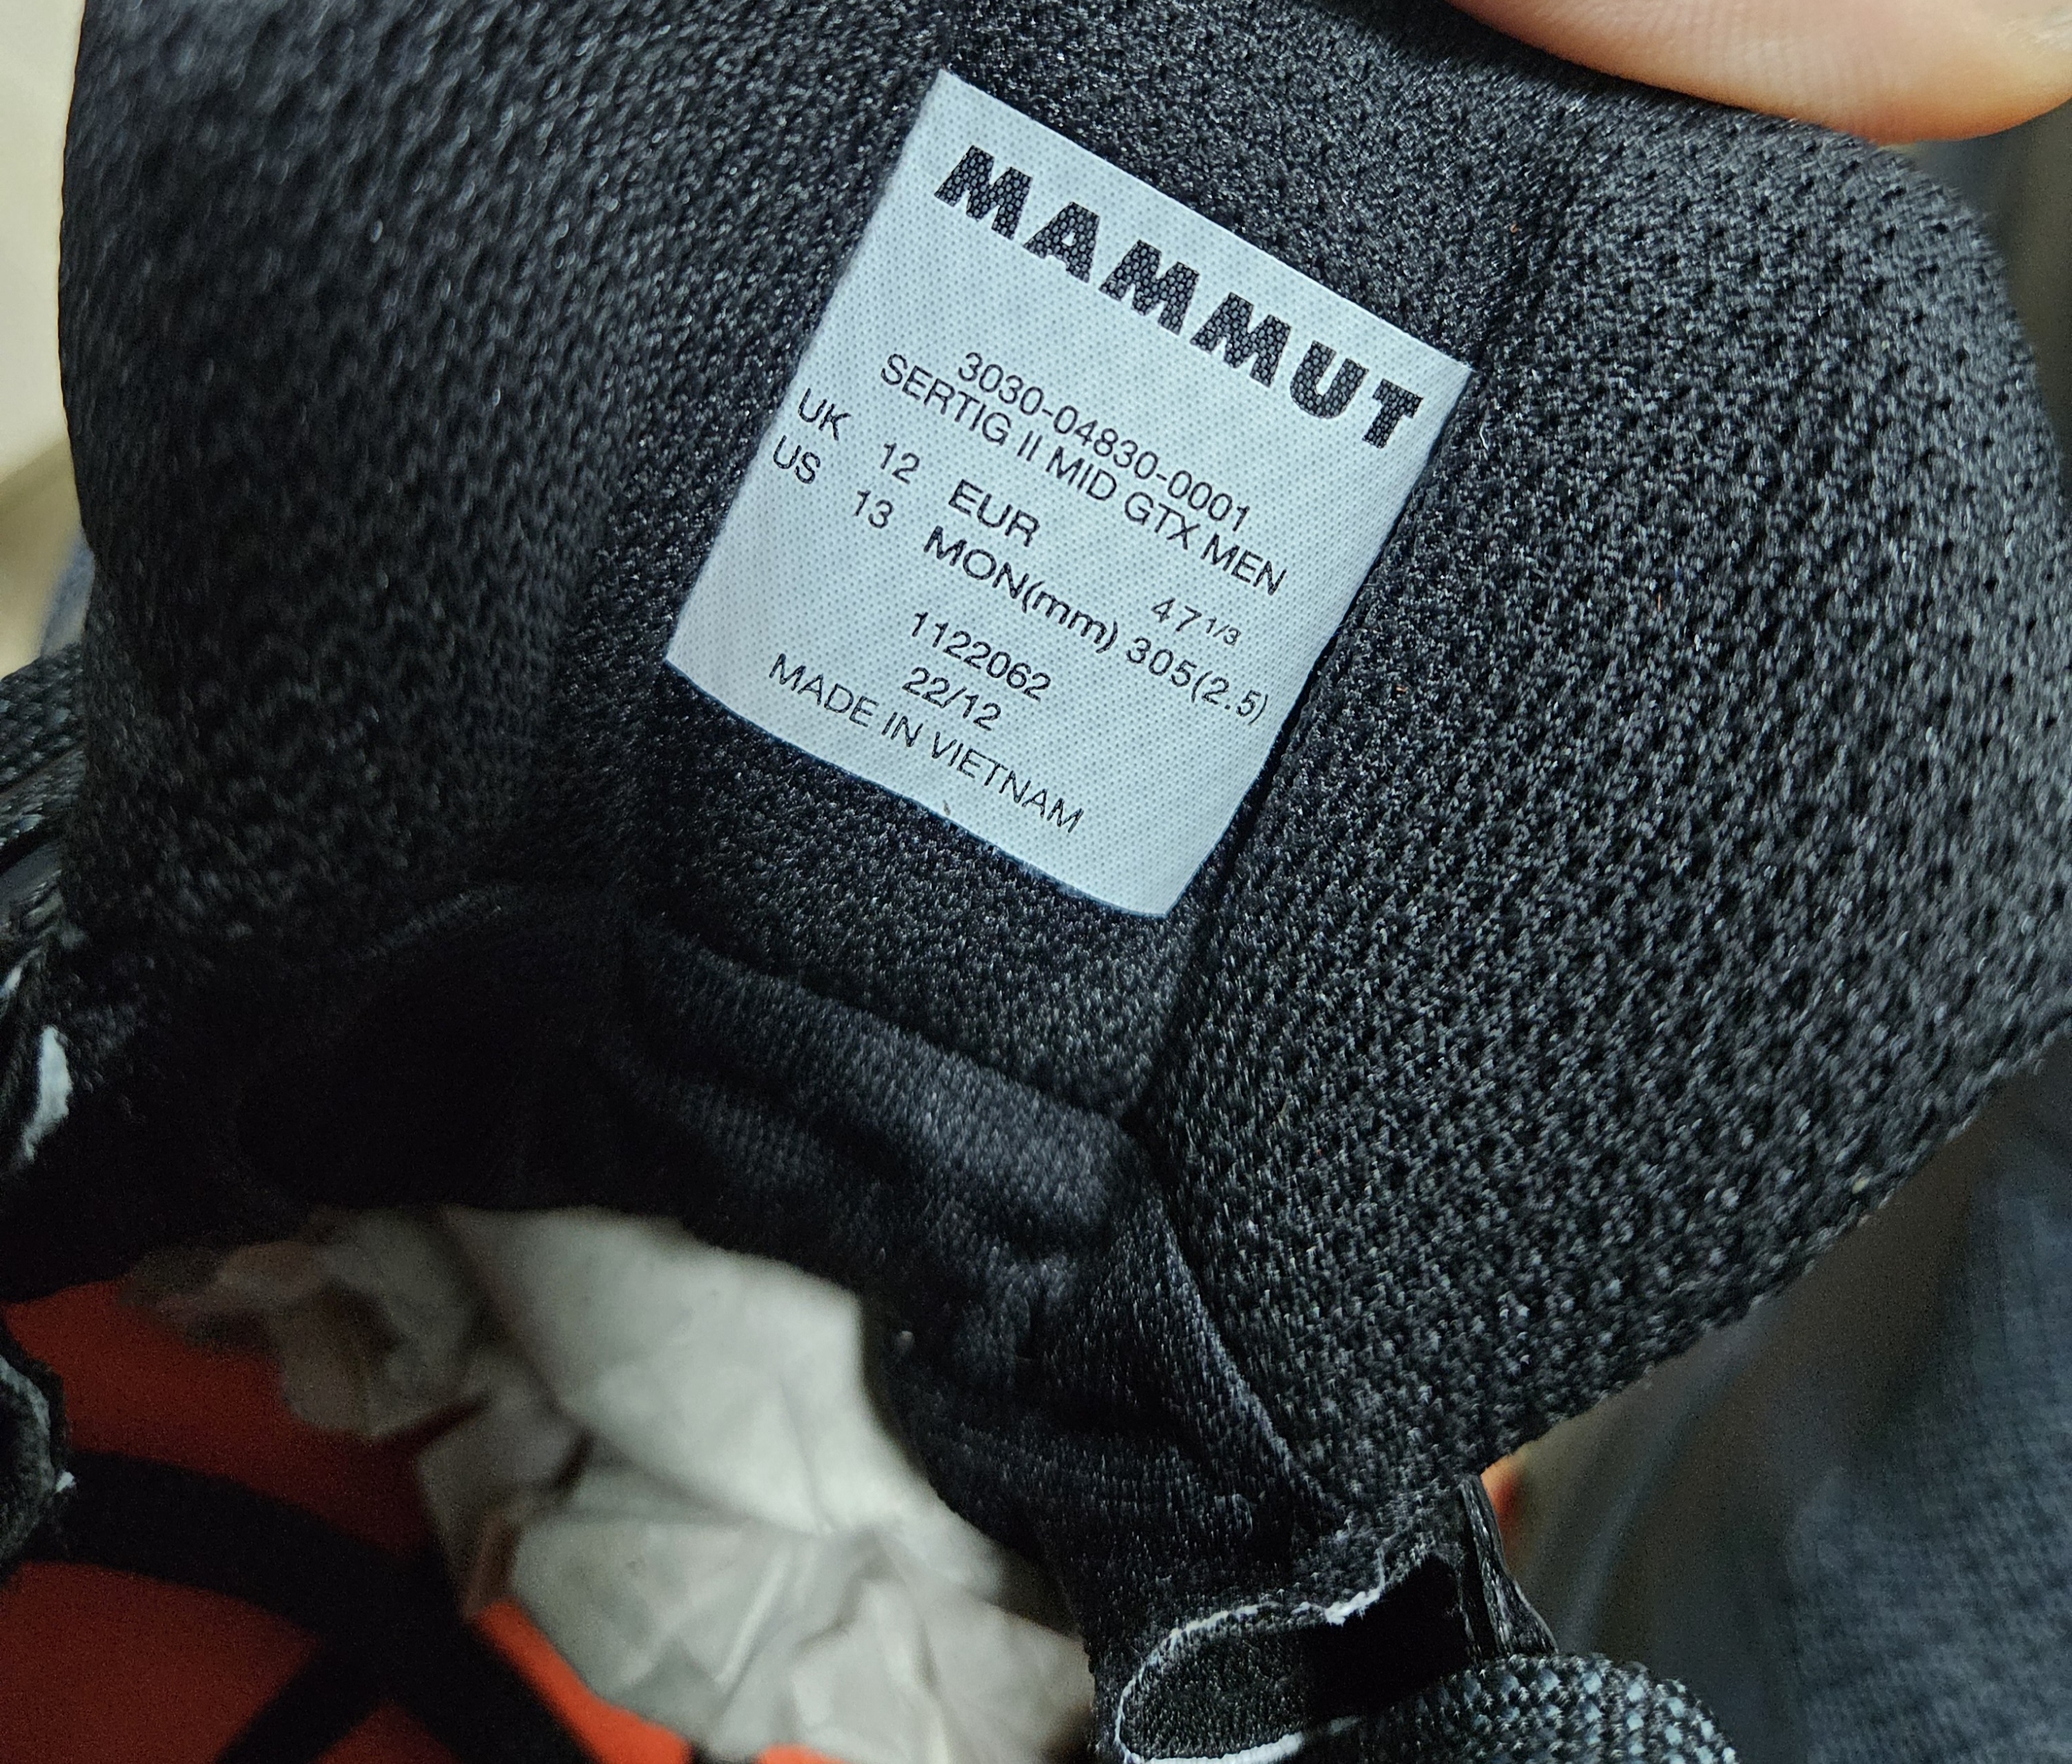 MAMMUT
3030-04830-0001
SERTIG II MID GTX MEN
UK 12 EUR 47 1/3
US 13 MON(mm) 305(2.5)
1122062
22/12
MADE IN VIETNAM